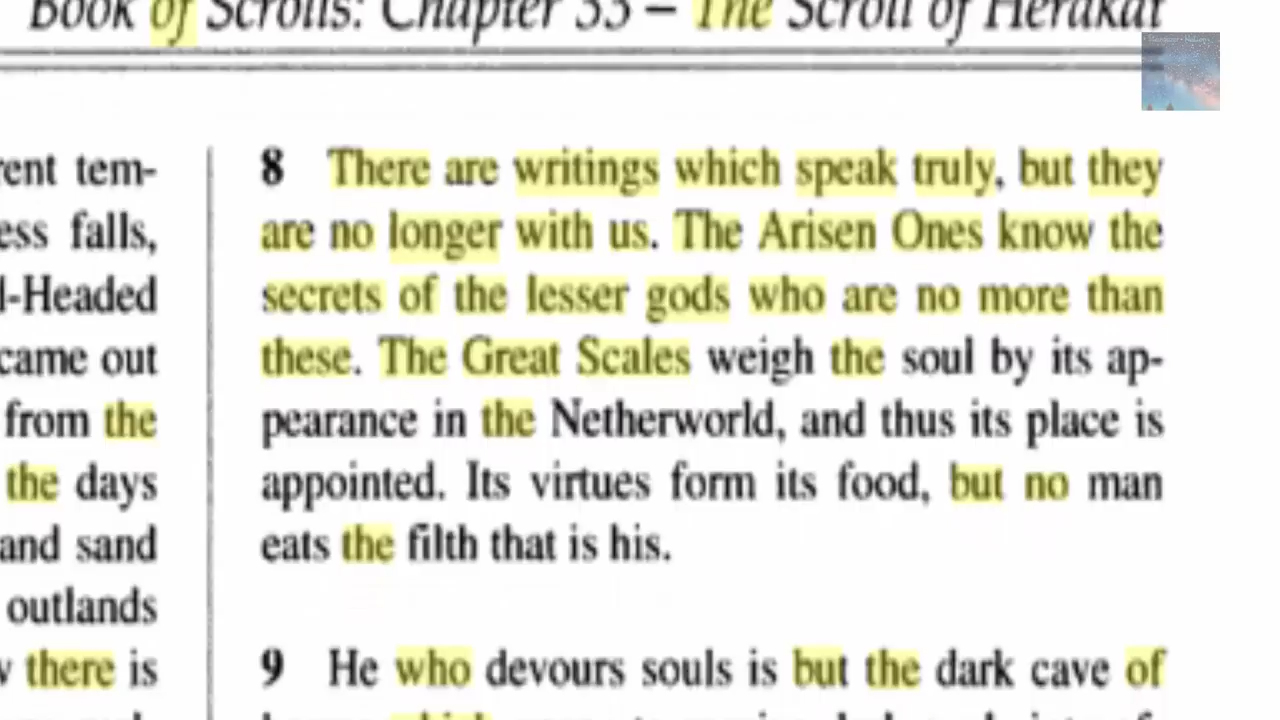 Book of Scrolls: Chapter 33 – The Scroll of Herakat
rent tem-
ess falls,
l-Headed
came out
from the
the days
and sand
outlands
there is
8 There are writings which speak truly, but they
are no longer with us. The Arisen Ones know the
secrets of the lesser gods who are no more than
these. The Great Scales weigh the soul by its ap-
pearance in the Netherworld, and thus its place is
appointed. Its virtues form its food, but no man
eats the filth that is his.
9 He who devours souls is but the dark cave of